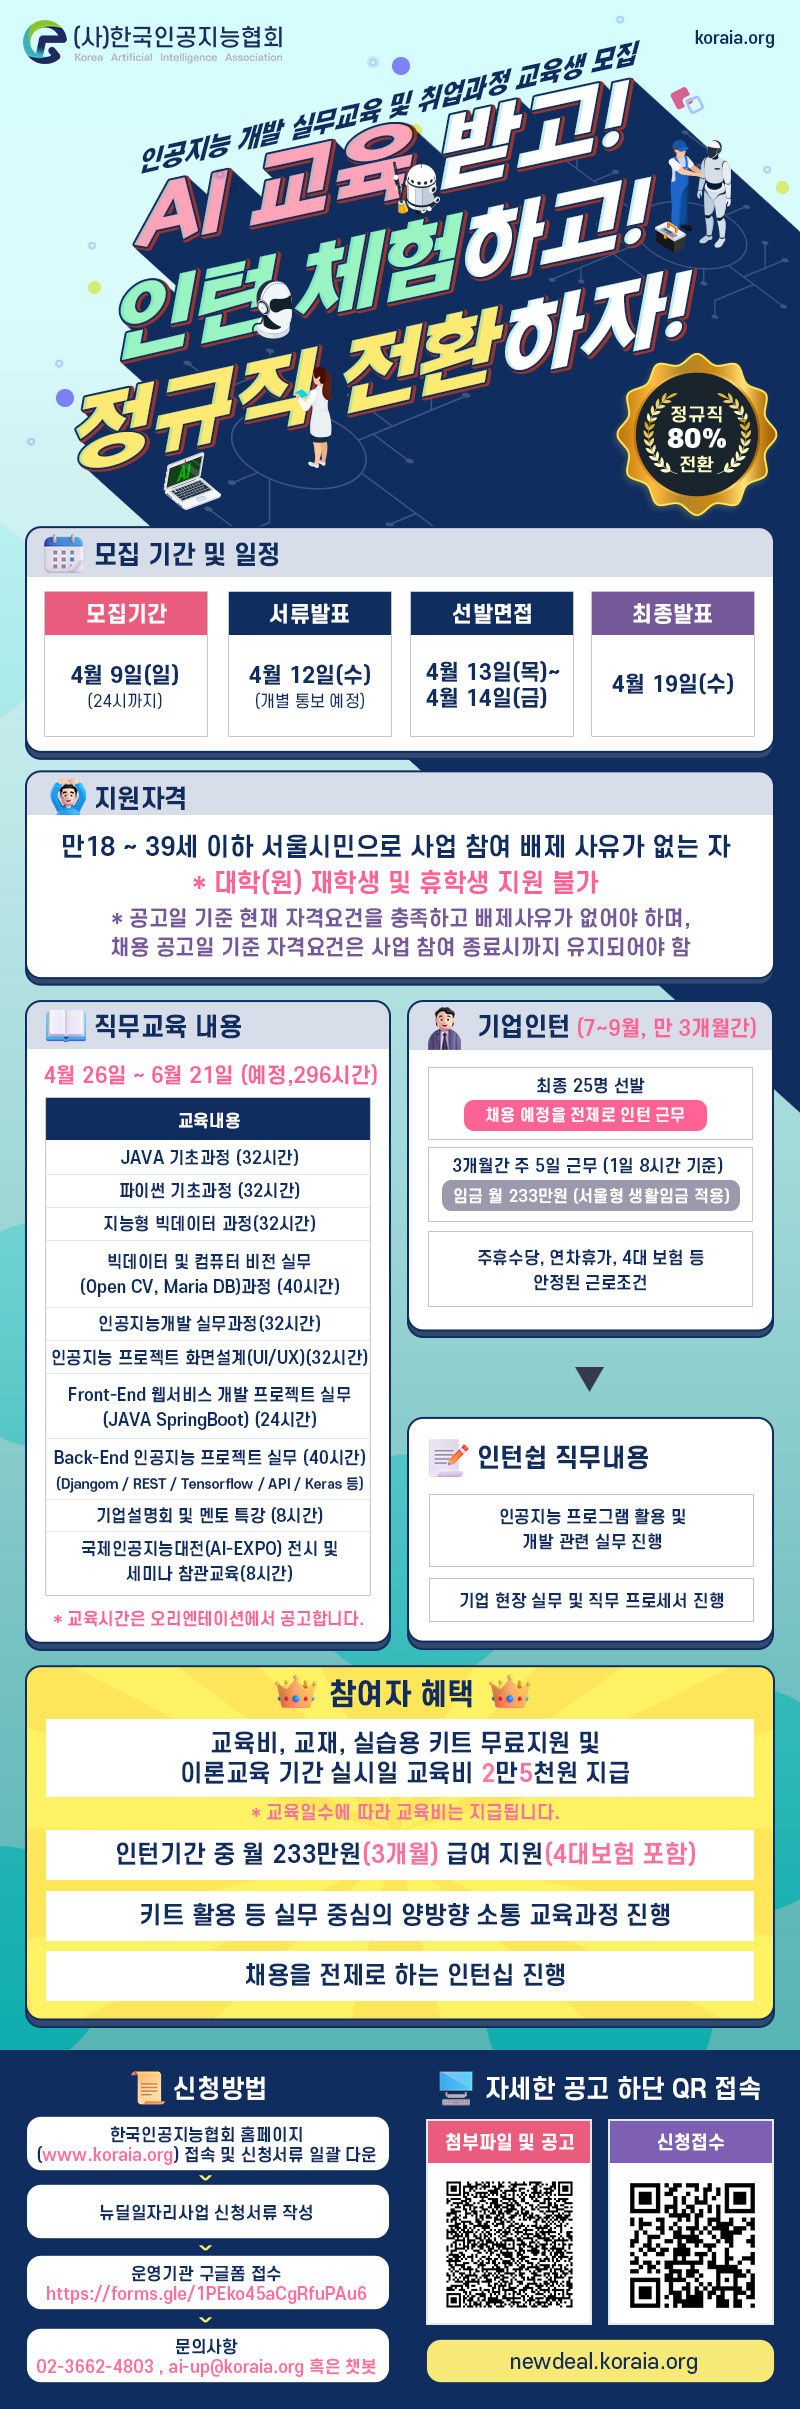 (사)한국인공지능협회
Korea Artificial Intelligence Association
koraia.org
인공지능 개발 실무교육 및 취업과정 교육생 모집
AI 교육 받고!
인턴 체험하고!
정규직 전환하자!
AI
정규직
80%
전환
모집 기간 및 일정
모집기간
4월 9일(일)
(24시까지)
서류발표
4월 12일(수)
(개별 통보 예정)
선발면접
4월 13일(목)~
4월 14일(금)
최종발표
4월 19일(수)
지원자격
만18 ~ 39세 이하 서울시민으로 사업 참여 배제 사유가 없는 자
* 대학(원) 재학생 및 휴학생 지원 불가
* 공고일 기준 현재 자격요건을 충족하고 배제사유가 없어야 하며,
채용 공고일 기준 자격요건은 사업 참여 종료시까지 유지되어야 함
직무교육 내용
4월 26일 ~ 6월 21일 (예정,296시간)
교육내용
JAVA 기초과정 (32시간)
파이썬 기초과정 (32시간)
지능형 빅데이터 과정(32시간)
빅데이터 및 컴퓨터 비전 실무
(Open CV, Maria DB)과정 (40시간)
인공지능개발 실무과정(32시간)
인공지능 프로젝트 화면설계(UI/UX)(32시간)
Front-End 웹서비스 개발 프로젝트 실무
(JAVA SpringBoot) (24시간)
Back-End 인공지능 프로젝트 실무 (40시간)
(Djangom / REST / Tensorflow / API / Keras 등)
기업설명회 및 멘토 특강 (8시간)
국제인공지능대전(AI-EXPO) 전시 및
세미나 참관교육(8시간)
* 교육시간은 오리엔테이션에서 공고합니다.
기업인턴 (7~9월, 만 3개월간)
최종 25명 선발
채용 예정을 전제로 인턴 근무
3개월간 주 5일 근무 (1일 8시간 기준)
임금 월 233만원 (서울형 생활임금 적용)
주휴수당, 연차휴가, 4대 보험 등
안정된 근로조건
인턴쉽 직무내용
인공지능 프로그램 활용 및
개발 관련 실무 진행
기업 현장 실무 및 직무 프로세서 진행
참여자 혜택
교육비, 교재, 실습용 키트 무료지원 및
이론교육 기간 실시일 교육비 2만5천원 지급
* 교육일수에 따라 교육비는 지급됩니다.
인턴기간 중 월 233만원(3개월) 급여 지원(4대보험 포함)
키트 활용 등 실무 중심의 양방향 소통 교육과정 진행
채용을 전제로 하는 인턴십 진행
신청방법
한국인공지능협회 홈페이지
(www.koraia.org) 접속 및 신청서류 일괄 다운
뉴딜일자리사업 신청서류 작성
운영기관 구글폼 접수
https://forms.gle/1PEko45aCgRfuPAu6
문의사항
02-3662-4803 , ai-up@koraia.org 혹은 챗봇
자세한 공고 하단 QR 접속
첨부파일 및 공고
신청접수
newdeal.koraia.org